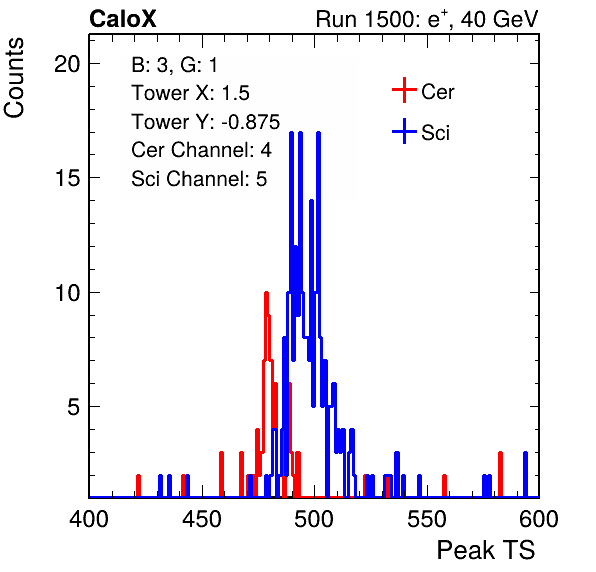 CaloX Run 1500: e⁺, 40 GeV
Counts
B: 3, G: 1
Tower X: 1.5
Tower Y: -0.875
Cer Channel: 4
Sci Channel: 5
Cer
Sci
20
15
10
5
400 450 500 550 600
Peak TS